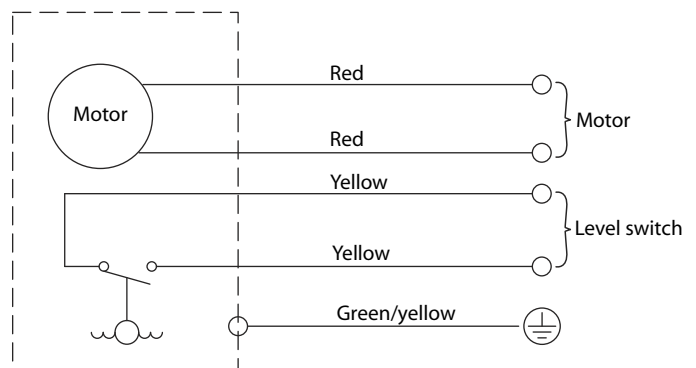 Red
Motor
Motor
Red
Yellow
Level switch
Yellow
Green/yellow